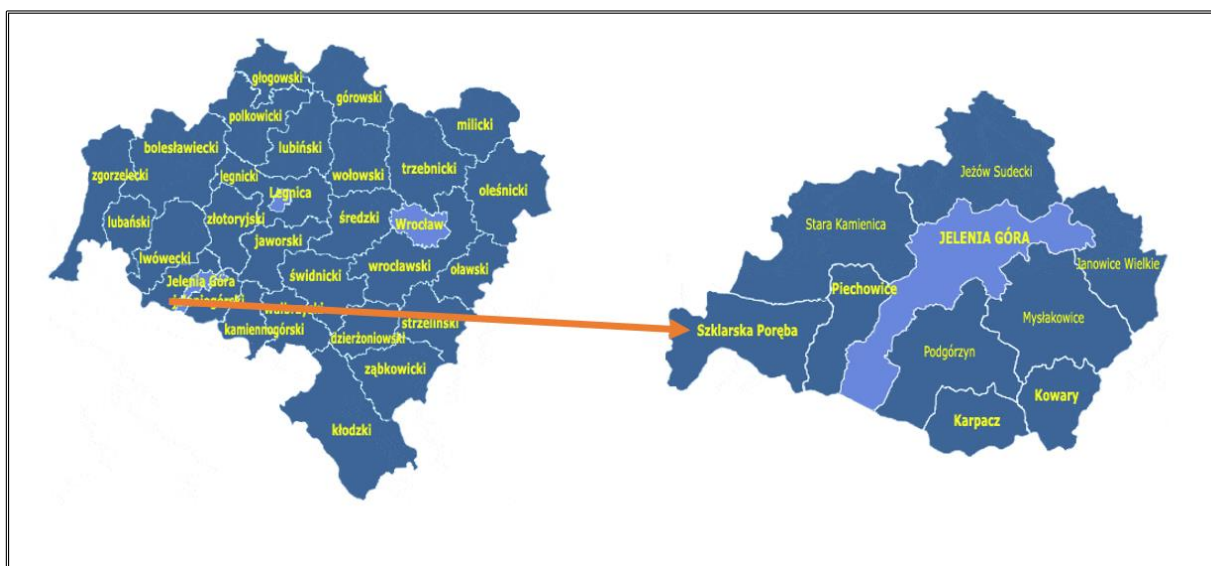 głogowski
górowski
polkowicki
milicki
bolesławiecki
lubiński
trzebnicki
zgorzelecki
legnicki
wołowski
Legnica
oleśnicki
lubański
złotoryjski
średzki
Wrocław
jaworski
lwówecki
wrocławski
oławski
świdnicki
Jelenia Góra
jeleniogórski
wałbrzyski
strzeliński
kamiennogórski
dzierżoniowski
ząbkowicki
kłodzki
Jeżów Sudecki
Stara Kamienica
JELENIA GÓRA
Janowice Wielkie
Piechowice
Mysłakowice
Szklarska Poręba
Podgórzyn
Kowary
Karpacz